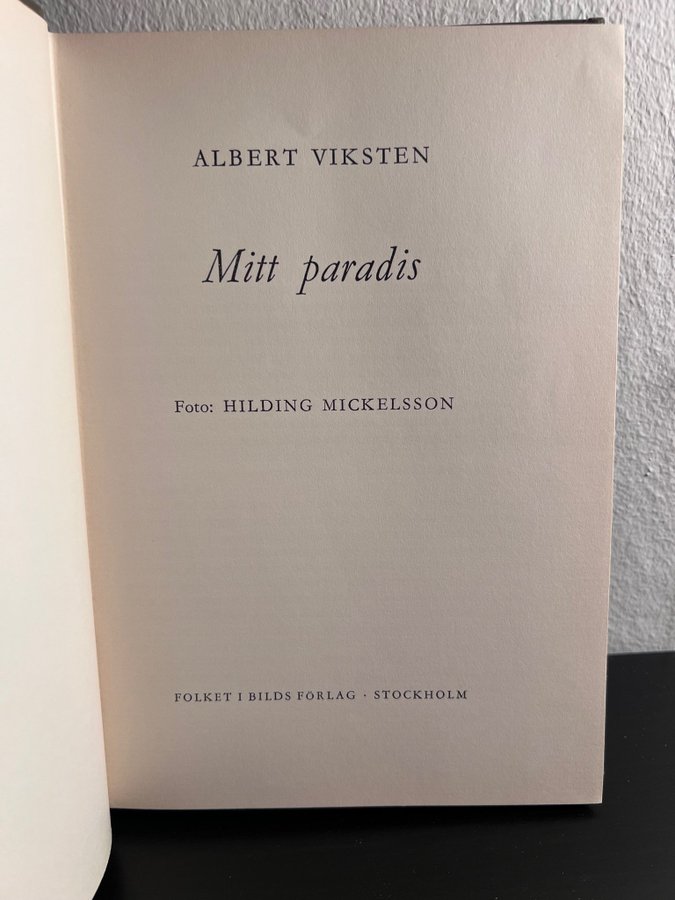 ALBERT VIKSTEN
Mitt paradis
Foto: HILDING MICKELSSON
FOLKET I BILDS FÖRLAG · STOCKHOLM